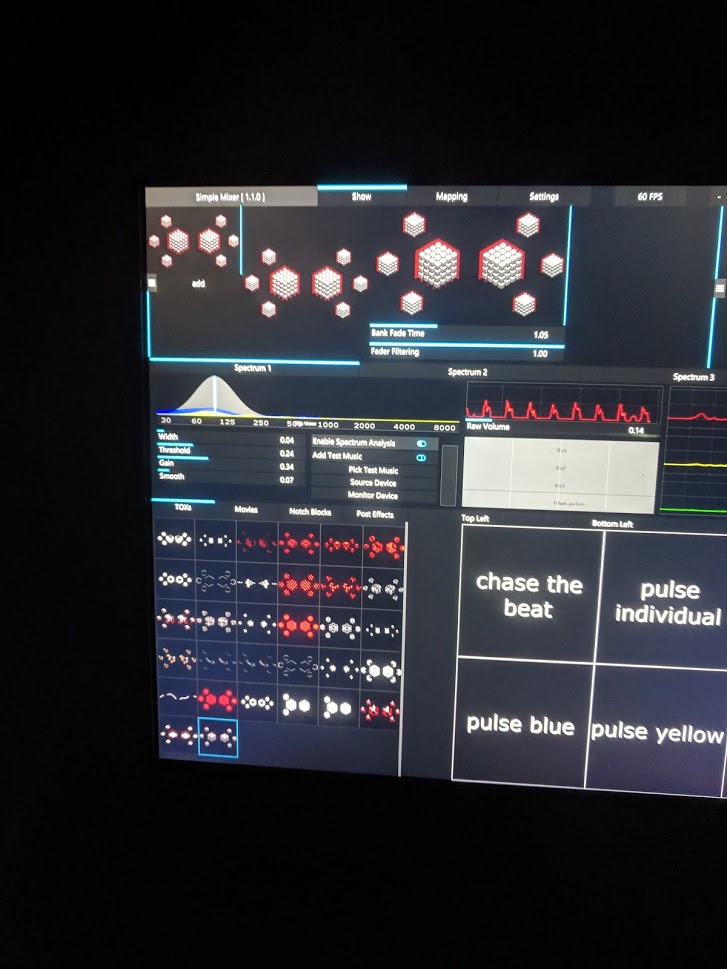 Simple Mixer [ 1.1.0 ]
Show
Mapping
Settings
60 FPS
add
Bank Fade Time
1.05
Fader Filtering
1.00
Spectrum 1
Spectrum 2
Spectrum 3
30 60 125 250 1000 2000 4000 8000
Width
0.04
Threshold
0.24
Gain
0.34
Smooth
0.07
Enable Spectrum Analysis
Add Test Music
Pick Test Music
Source Device
Monitor Device
Raw Volume
0.14
TOXs
Movies
Notch Blocks
Post Effects
Top Left
Bottom Left
chase the
beat
pulse
individual
pulse blue
pulse yellow